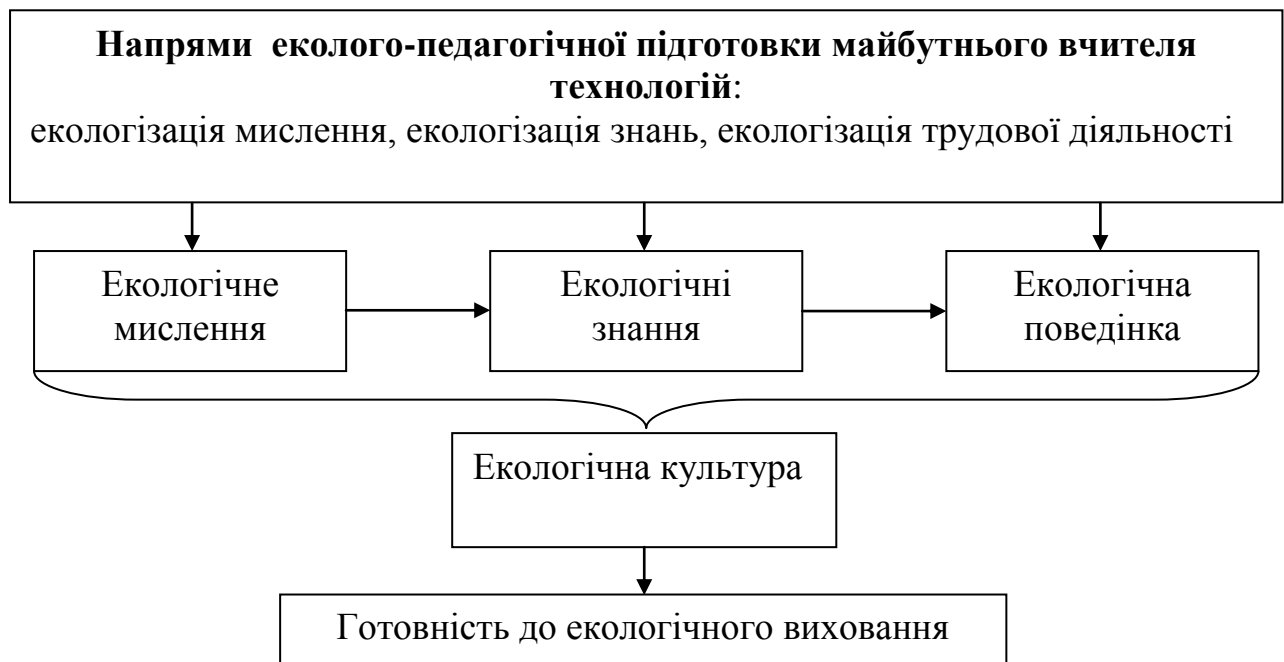 Напрями еколого-педагогічної підготовки майбутнього вчителя
технологій:
екологізація мислення, екологізація знань, екологізація трудової діяльності
Екологічне
мислення
Екологічні
знання
Екологічна
поведінка
Екологічна культура
Готовність до екологічного виховання